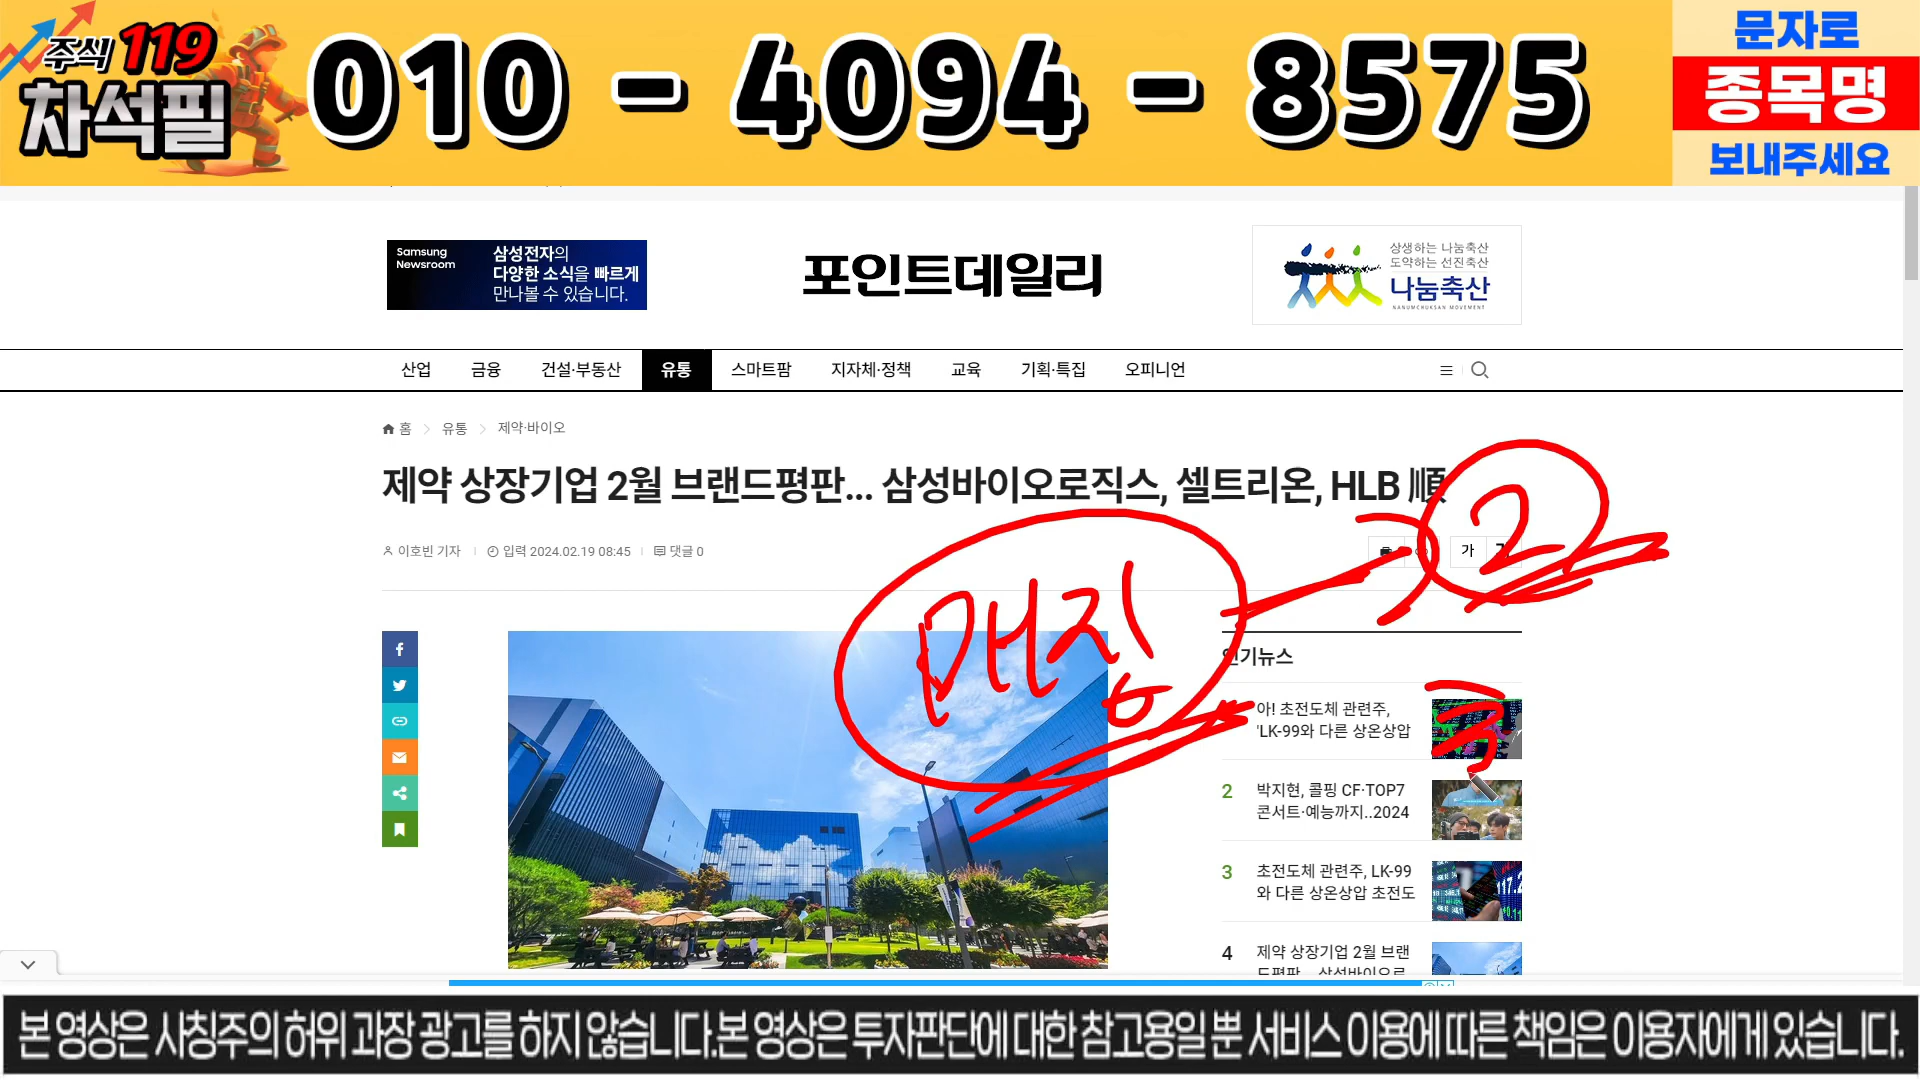 주식 119
차석필
010 - 4094 - 8575
문자로
종목명
보내주세요
Samsung
Newsroom
삼성전자의
다양한 소식을 빠르게
만나볼 수 있습니다.
포인트데일리
상생하는 나눔축산
도약하는 선진축산
나눔축산
NANUMCHUKSAN MOVEMENT
산업 금융 건설·부동산 유통 스마트팜 지자체·정책 교육 기획·특집 오피니언
홈 유통 제약·바이오
제약 상장기업 2월 브랜드평판... 삼성바이오로직스, 셀트리온, HLB 順
2
이호빈 기자 입력 2024.02.19 08:45 댓글 0
가
매집
인기뉴스
아! 초전도체 관련주,
'LK-99와 다른 상온상압
2 박지현, 콜핑 CF·TOP7
콘서트·예능까지..2024
3 초전도체 관련주, LK-99
와 다른 상온상압 초전도
4 제약 상장기업 2월 브랜
드평판... 삼성바이오로
본 영상은 사칭주의 허위 과장 광고를 하지 않습니다.본 영상은 투자판단에 대한 참고용일 뿐 서비스 이용에 따른 책임은 이용자에게 있습니다.